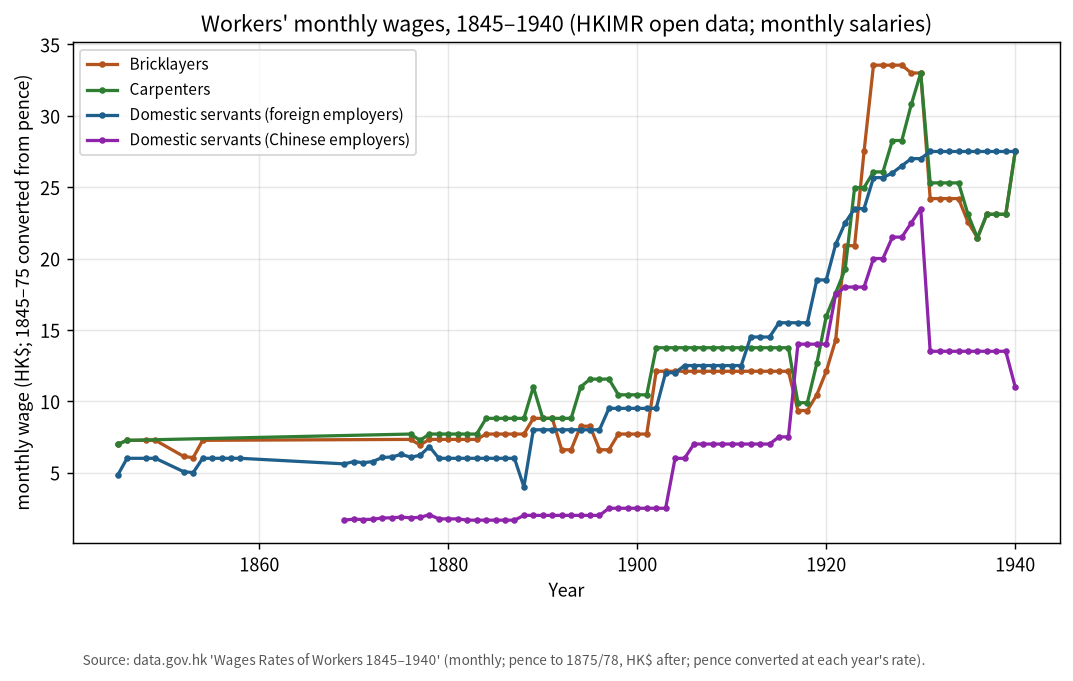 Workers' monthly wages, 1845–1940 (HKIMR open data; monthly salaries)
monthly wage (HK$; 1845–75 converted from pence)
35
30
25
20
15
10
5
Bricklayers
Carpenters
Domestic servants (foreign employers)
Domestic servants (Chinese employers)
1860
1880
1900
1920
1940
Year
Source: data.gov.hk 'Wages Rates of Workers 1845–1940' (monthly; pence to 1875/78, HK$ after; pence converted at each year's rate).